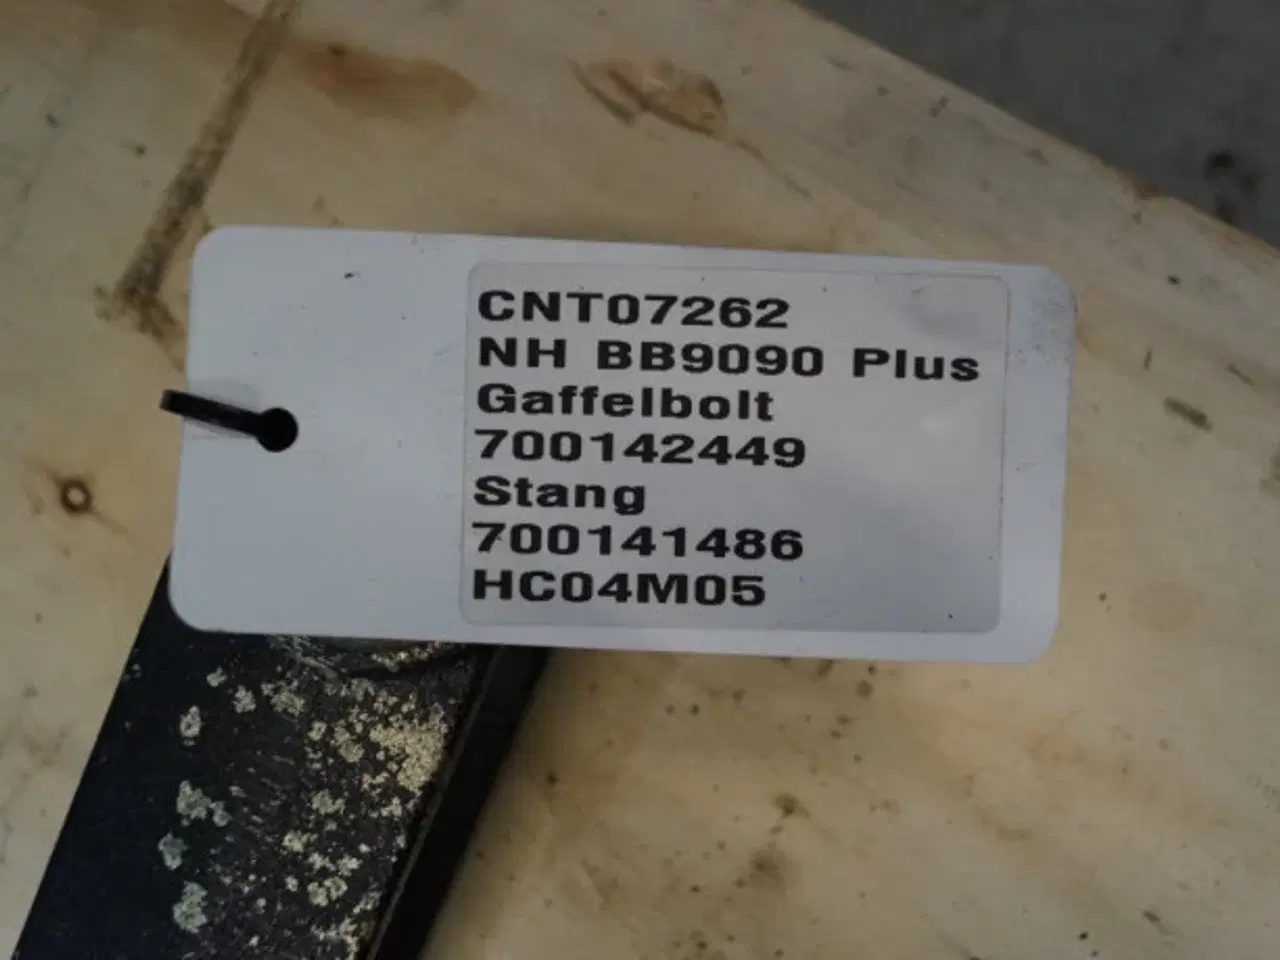 CNT07262
NH BB9090 Plus
Gaffelbolt
700142449
Stang
700141486
HC04M05